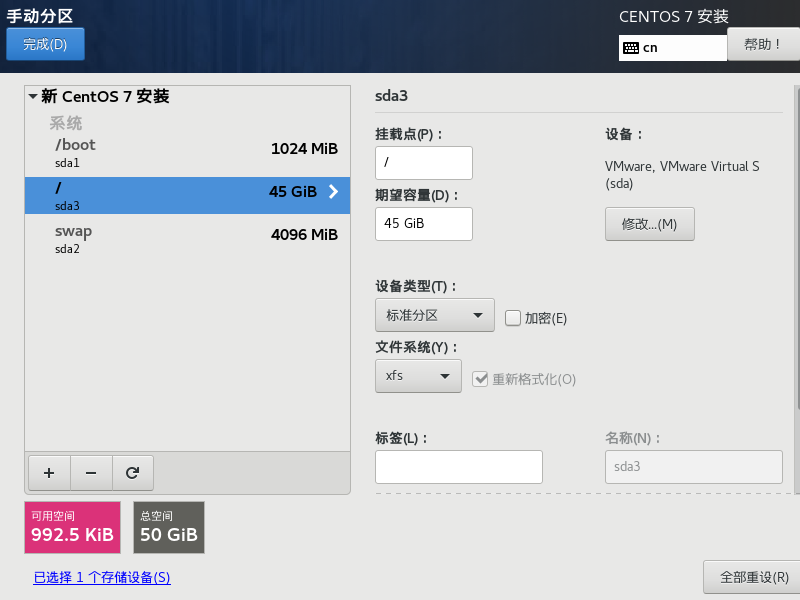 手动分区
CENTOS 7 安装
完成(D)
cn
帮助！
新 CentOS 7 安装
系统
/boot
1024 MiB
sda1
/
45 GiB
sda3
swap
4096 MiB
sda2
sda3
挂载点(P)：
/
期望容量(D)：
45 GiB
设备：
VMware, VMware Virtual S
(sda)
修改...(M)
设备类型(T)：
标准分区
加密(E)
文件系统(Y)：
xfs
重新格式化(O)
标签(L)：
名称(N)：
sda3
+ −
可用空间
992.5 KiB
总空间
50 GiB
已选择 1 个存储设备(S)
全部重设(R)